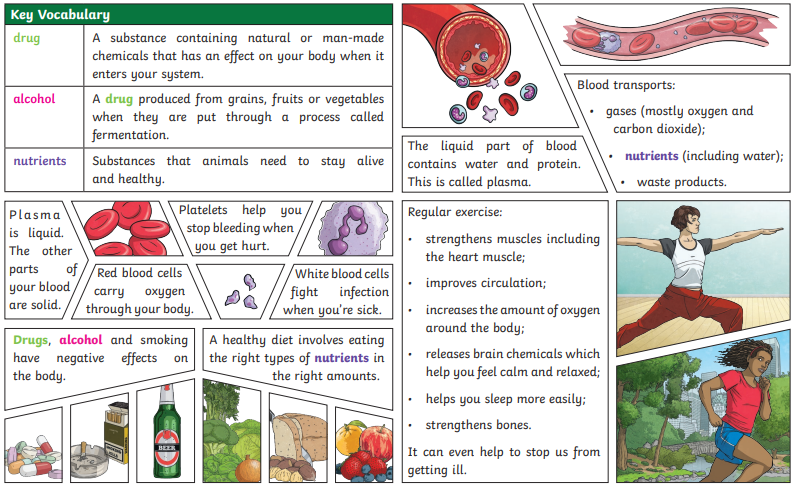 Key Vocabulary
drug
A substance containing natural or man-made
chemicals that has an effect on your body when it
enters your system.
alcohol
A drug produced from grains, fruits or vegetables
when they are put through a process called
fermentation.
nutrients
Substances that animals need to stay alive
and healthy.
The liquid part of blood
contains water and protein.
This is called plasma.
Blood transports:
• gases (mostly oxygen and
carbon dioxide);
• nutrients (including water);
• waste products.
Plasma
is liquid.
The other
parts of
your blood
are solid.
Platelets help you
stop bleeding when
you get hurt.
Red blood cells
carry oxygen
through your body.
White blood cells
fight infection
when you're sick.
Drugs, alcohol and smoking
have negative effects on
the body.
A healthy diet involves eating
the right types of nutrients in
the right amounts.
BEER
Regular exercise:
• strengthens muscles including
the heart muscle;
• improves circulation;
• increases the amount of oxygen
around the body;
• releases brain chemicals which
help you feel calm and relaxed;
• helps you sleep more easily;
• strengthens bones.
It can even help to stop us from
getting ill.